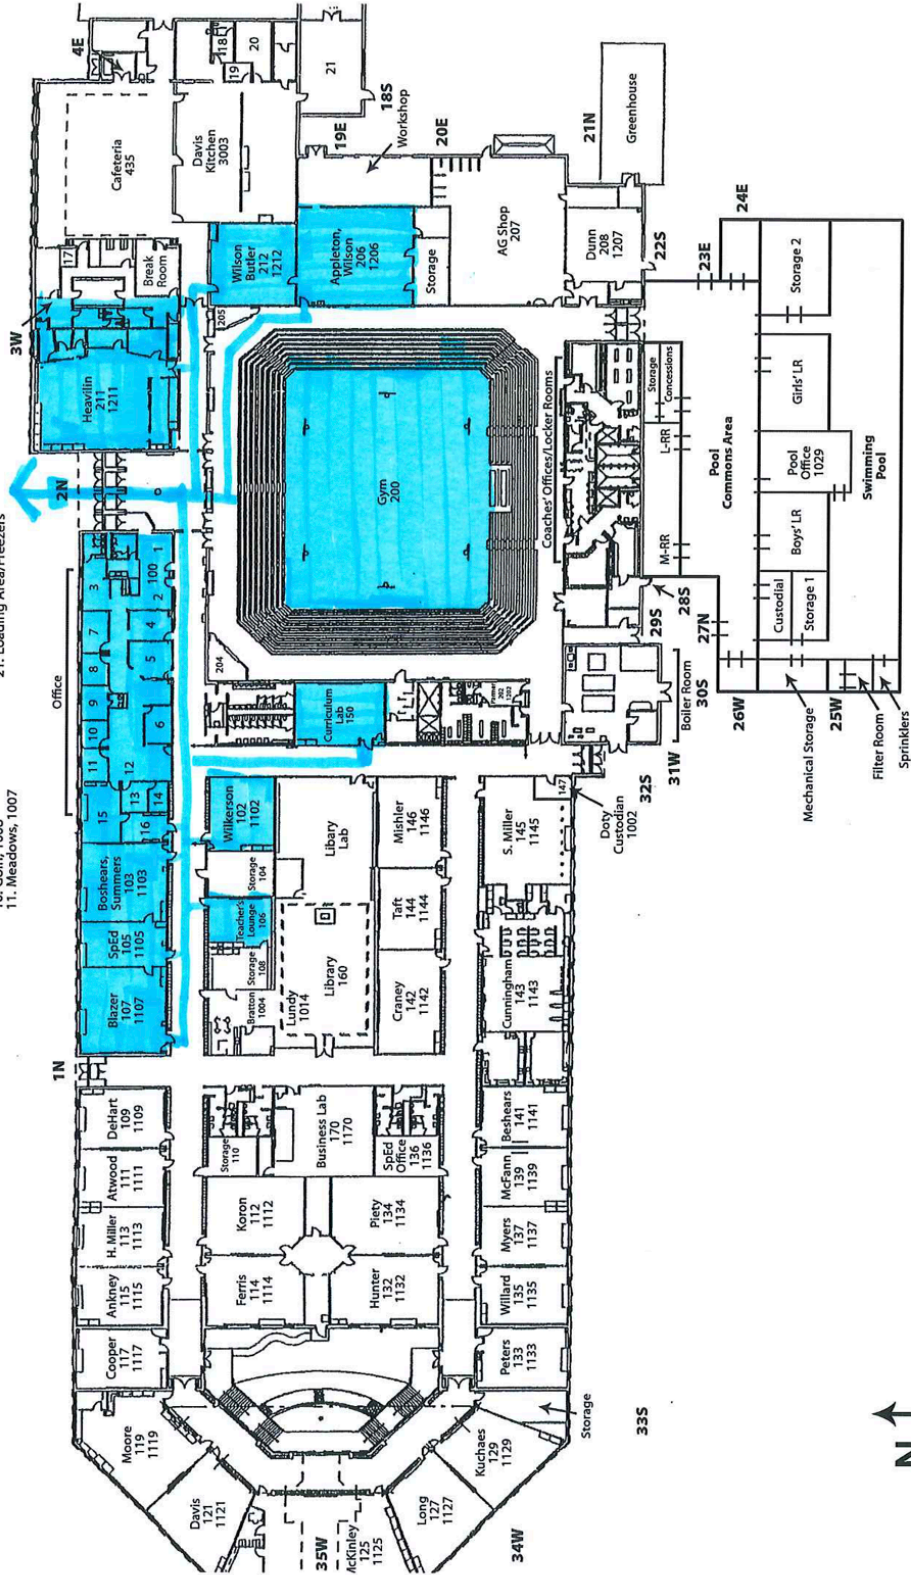 21. Loading Area/Freezers
11. Meadows, 1007
Office
4E
3W
2N
1N
Cafeteria
435
17
Break
Room
Davis
Kitchen
3003
18
19
20
21
18S
19E
Workshop
20E
21N
Greenhouse
Heavilin
211
1211
Wilson
Butler
212
1212
Appleton,
Wilson
206
1206
Storage
AG Shop
207
Dunn
208
1207
22S
205
Gym
200
204
Coaches' Offices/Locker Rooms
Storage
Concessions
L-RR
M-RR
Pool
Commons Area
23E
24E
Storage 2
Girls' LR
Pool
Office
1029
Boys' LR
Custodial
Storage 1
Swimming
Pool
25W
26W
27N
28S
29S
Boiler Room
30S
31W
32S
Mechanical Storage
Filter Room
Sprinklers
3
1
100
2
7
4
8
5
9
10
6
11
12
15
13
14
16
Boshears,
Summers
103
1103
SpEd
105
1105
Blazer
107
1107
Curriculum
Lab
150
Wilkerson
102
1102
Storage
104
Teacher's
Lounge
106
Storage
108
Bratton
1004
Libary
Lab
Library
160
Lundy
1014
Mishler
146
1146
Taft
144
1144
Craney
142
1142
S. Miller
145
1145
147
Doty
Custodian
1002
Cunningham
143
1143
DeHart
109
1109
Atwood
111
1111
H. Miller
113
1113
Ankney
115
1115
Cooper
117
1117
Storage
110
Business Lab
170
1170
SpEd
Office
136
1136
Koron
112
1112
Piety
134
1134
Ferris
114
1114
Hunter
132
1132
Beshears
141
1141
McFann
139
1139
Myers
137
1137
Willard
135
1135
Peters
133
1133
Moore
119
1119
Davis
121
1121
35W
McKinley
125
1125
Long
127
1127
Kuchaes
129
1129
Storage
33S
34W
N